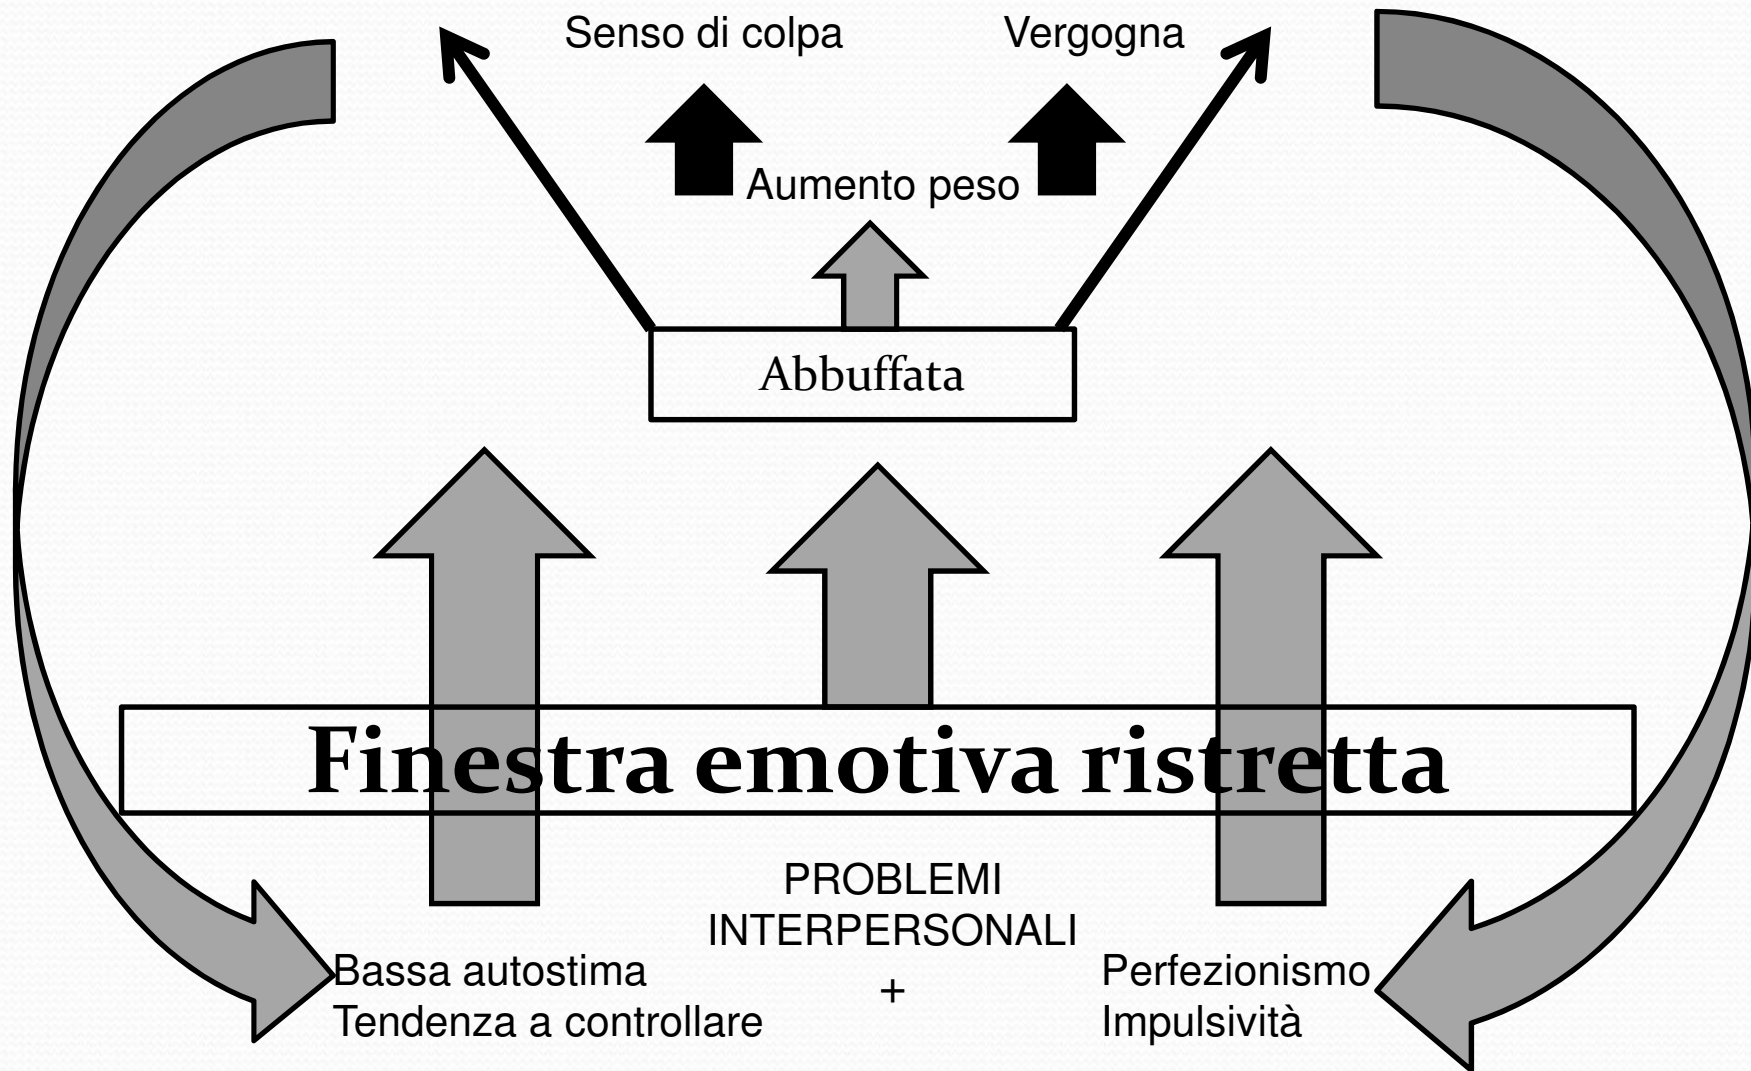 Senso di colpa
Vergogna
Aumento peso
Abbuffata
Finestra emotiva ristretta
PROBLEMI
INTERPERSONALI
+
Bassa autostima
Tendenza a controllare
Perfezionismo
Impulsività